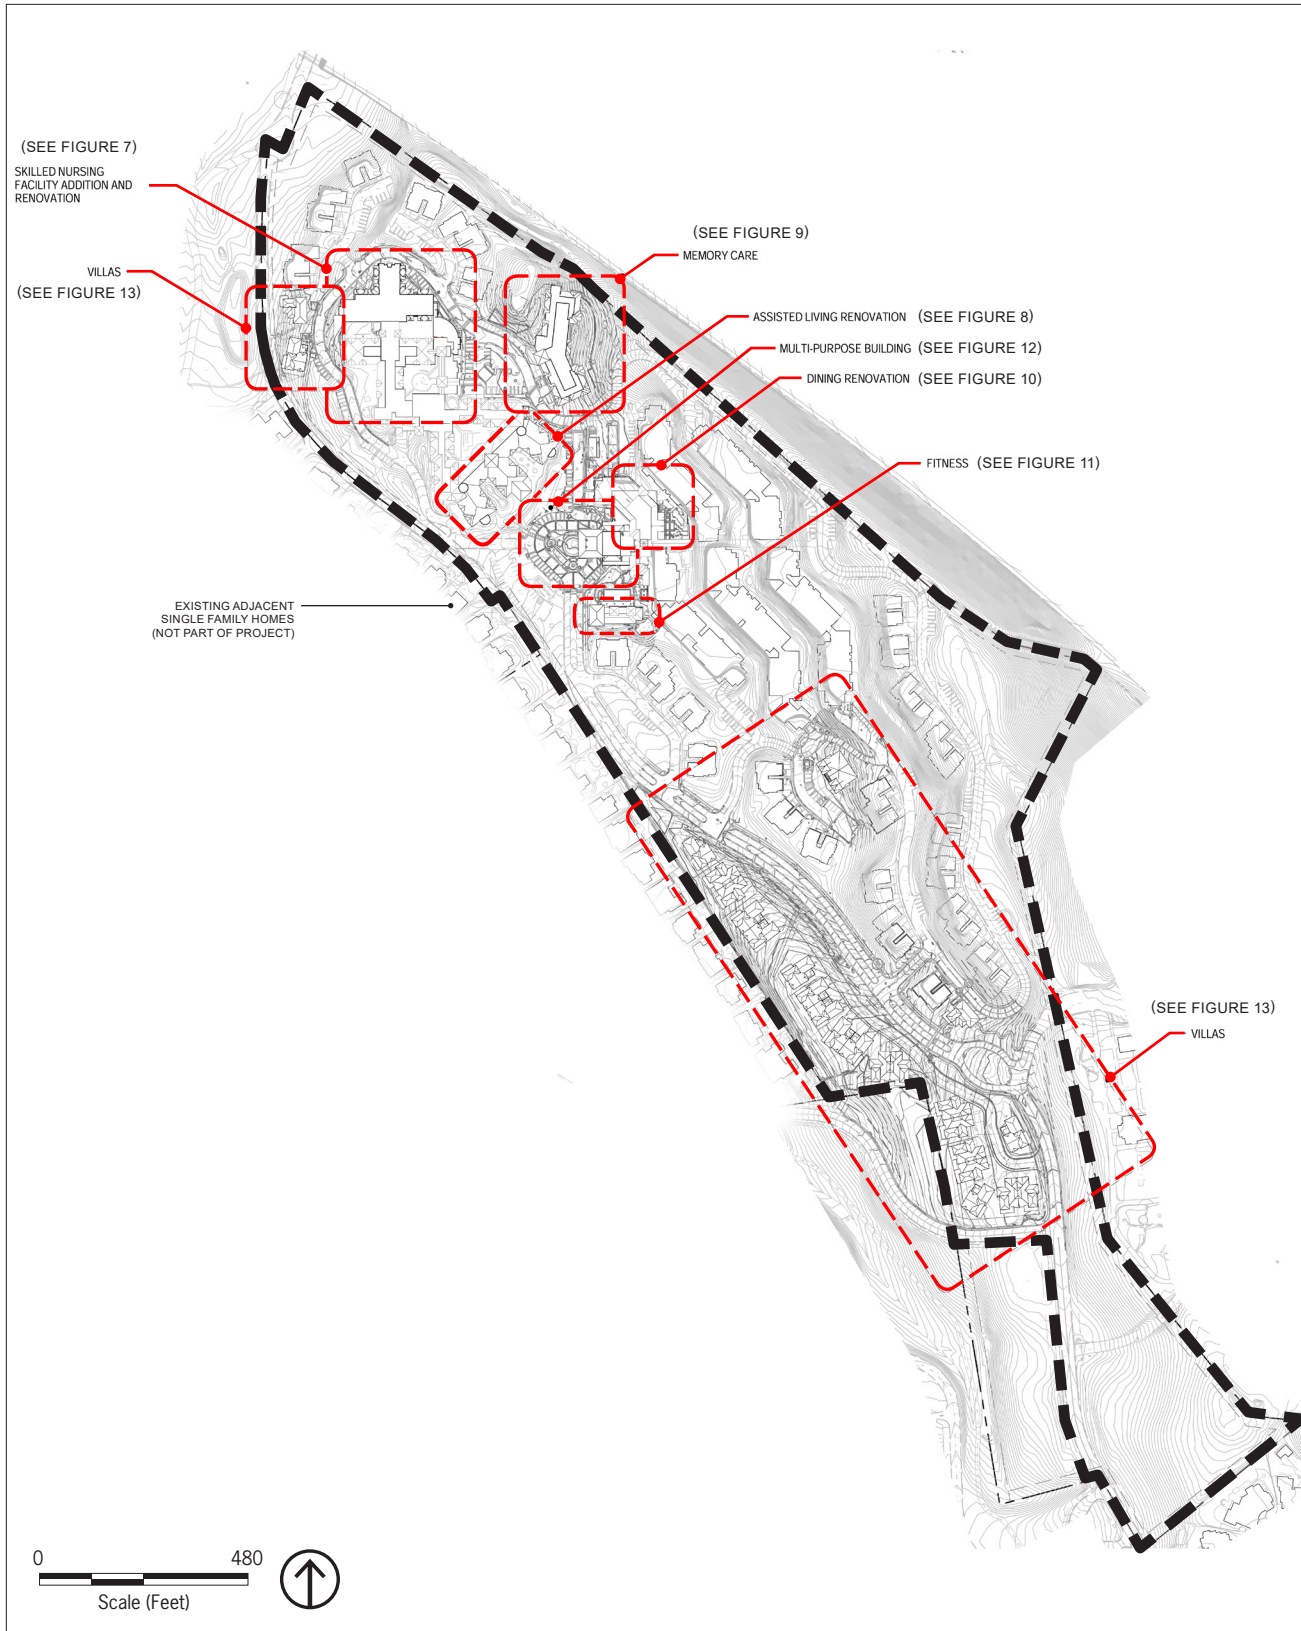 (SEE FIGURE 7)
SKILLED NURSING
FACILITY ADDITION AND
RENOVATION
VILLAS
(SEE FIGURE 13)
(SEE FIGURE 9)
MEMORY CARE
ASSISTED LIVING RENOVATION (SEE FIGURE 8)
MULTI-PURPOSE BUILDING (SEE FIGURE 12)
DINING RENOVATION (SEE FIGURE 10)
FITNESS (SEE FIGURE 11)
EXISTING ADJACENT
SINGLE FAMILY HOMES
(NOT PART OF PROJECT)
(SEE FIGURE 13)
VILLAS
0 480
Scale (Feet)